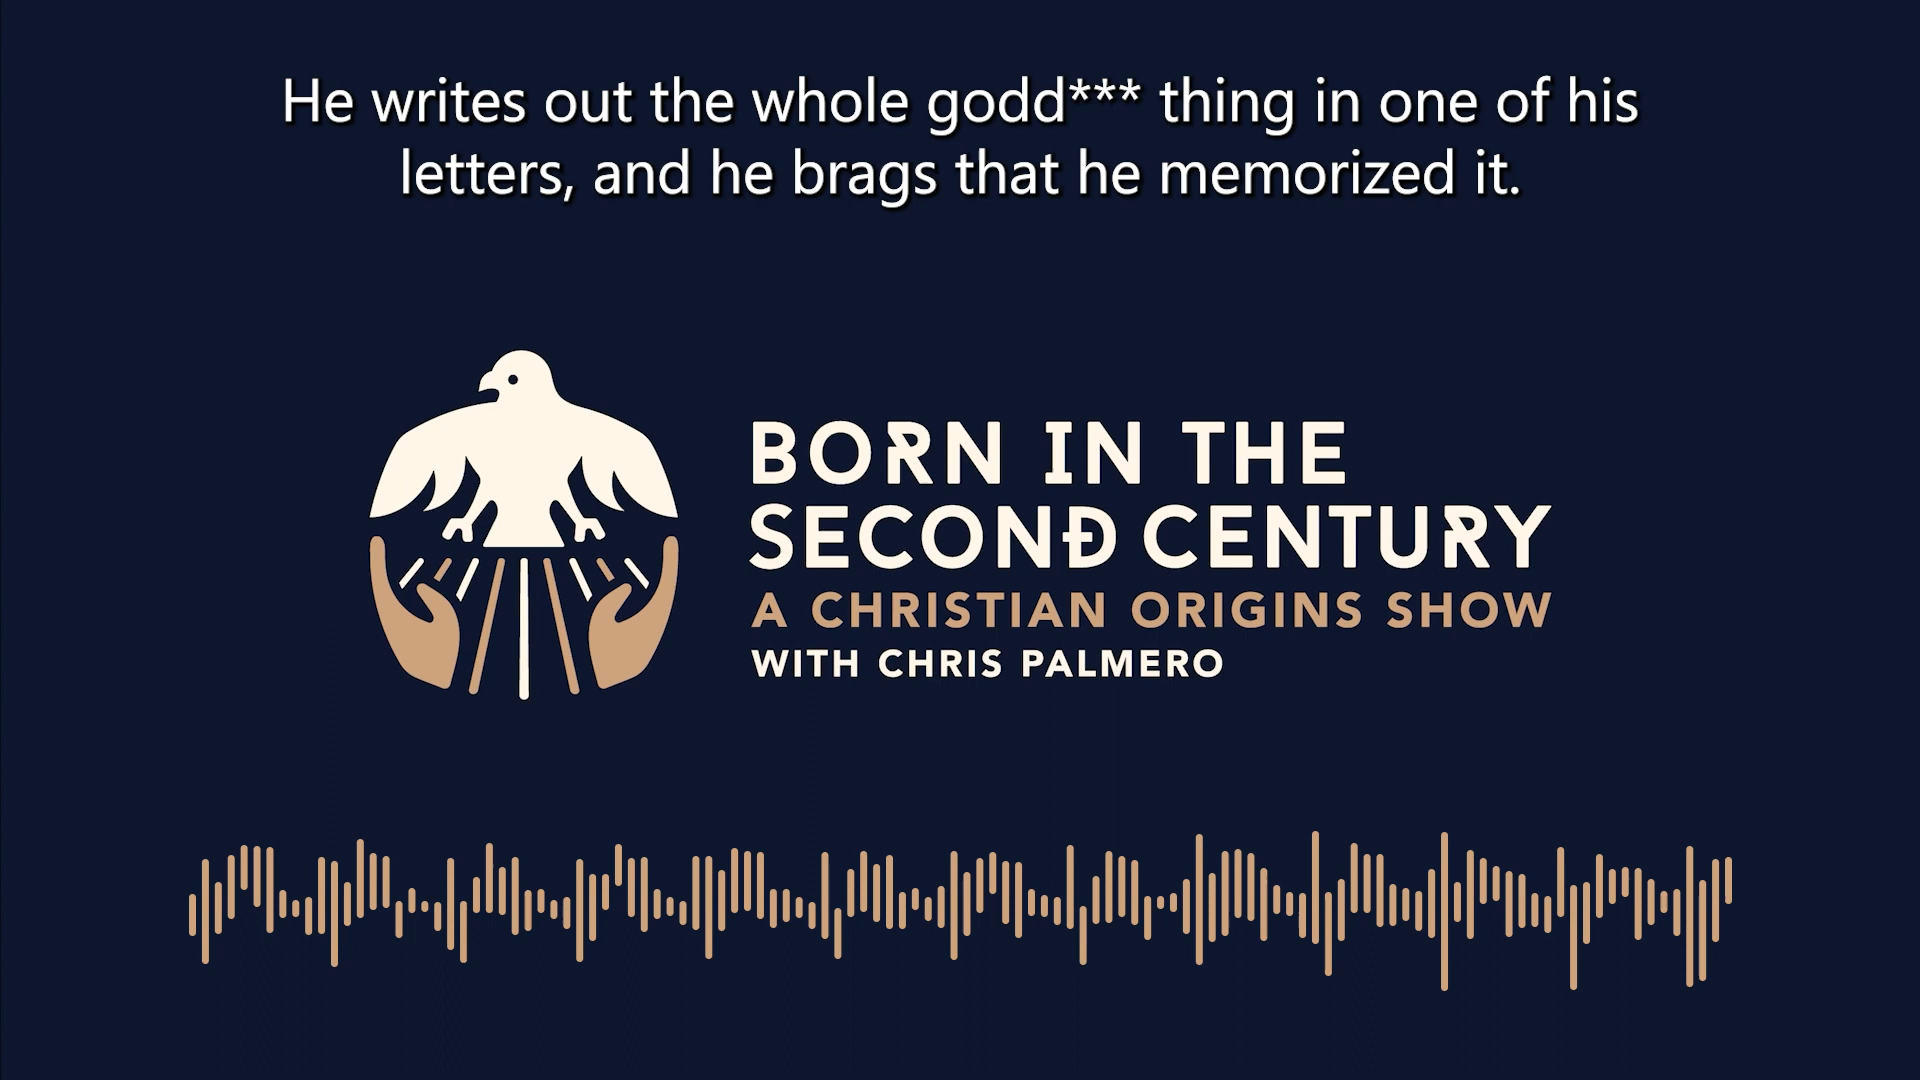 He writes out the whole godd*** thing in one of his
letters, and he brags that he memorized it.
BORN IN THE
SECOND CENTURY
A CHRISTIAN ORIGINS SHOW
WITH CHRIS PALMERO